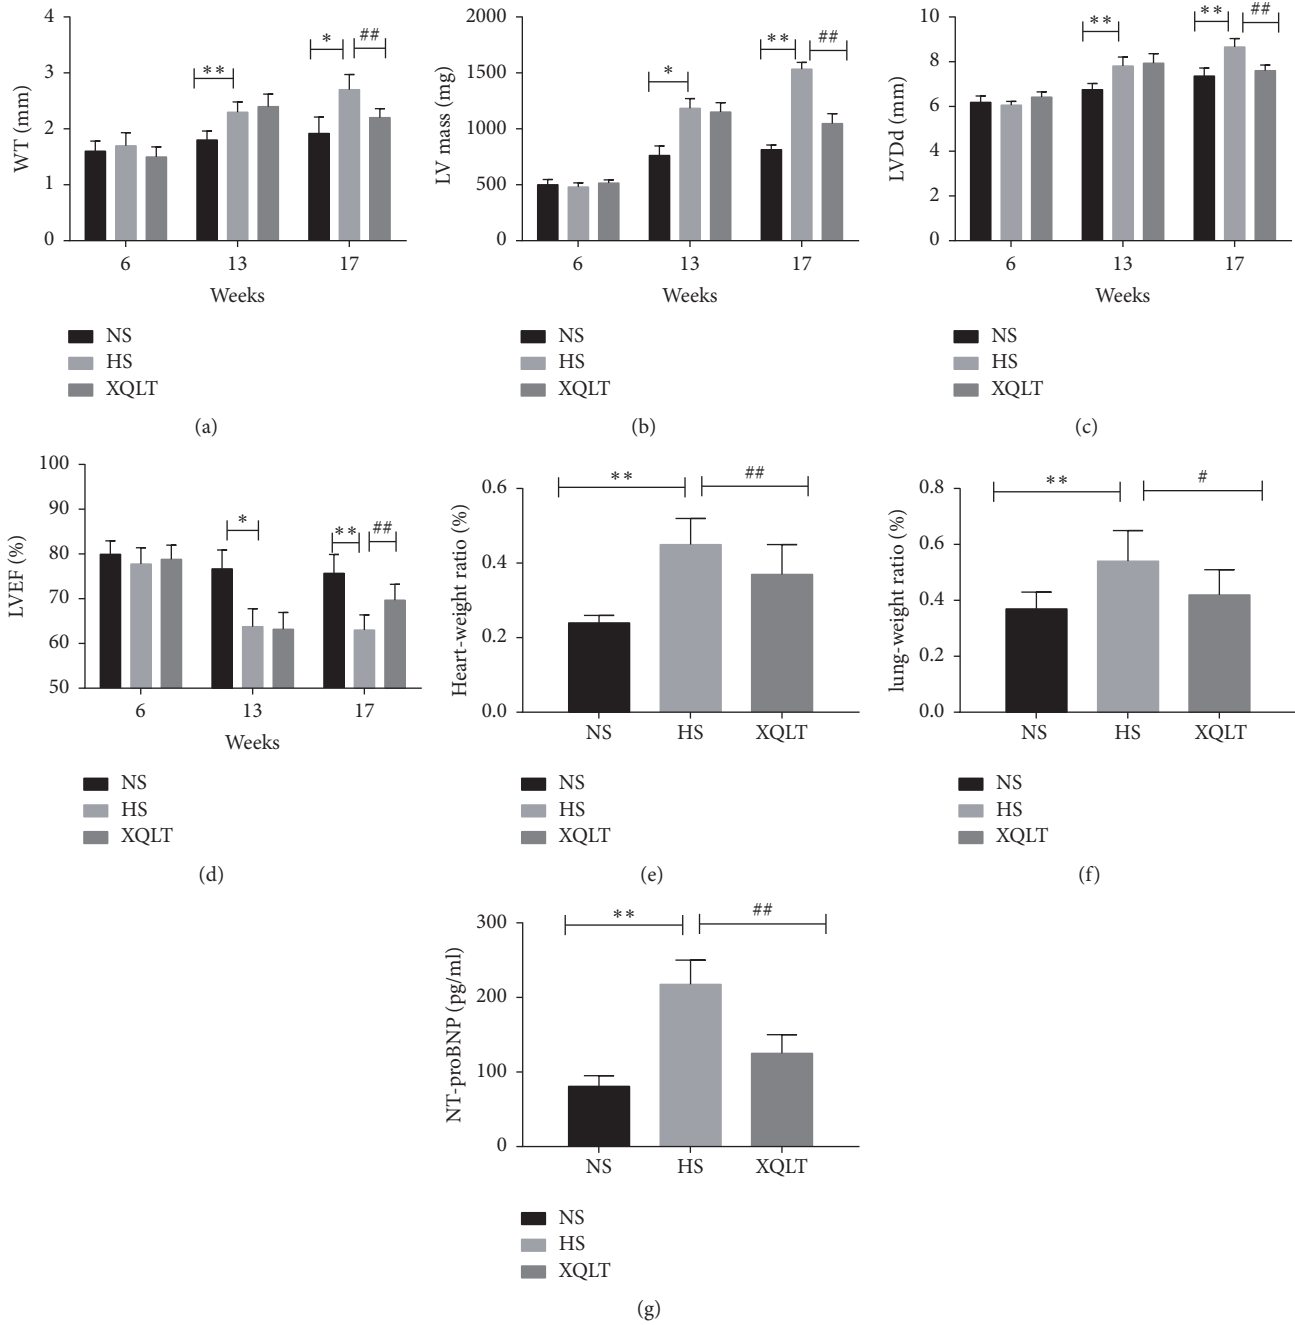 4
3
2
1
0
WT (mm)
* *
*
##
6 13 17
Weeks
NS
HS
XQLT
(a)
2000
1500
1000
500
0
LV mass (mg)
*
* *
##
6 13 17
Weeks
NS
HS
XQLT
(b)
10
8
6
4
2
0
LVDd (mm)
* *
* *
##
6 13 17
Weeks
NS
HS
XQLT
(c)
100
90
80
70
60
50
LVEF (%)
*
* *
##
6 13 17
Weeks
NS
HS
XQLT
(d)
0.6
0.4
0.2
0.0
Heart-weight ratio (%)
* *
##
NS HS XQLT
NS
HS
XQLT
(e)
0.8
0.6
0.4
0.2
0.0
lung-weight ratio (%)
* *
#
NS HS XQLT
NS
HS
XQLT
(f)
300
200
100
0
NT-proBNP (pg/ml)
* *
##
NS HS XQLT
NS
HS
XQLT
(g)